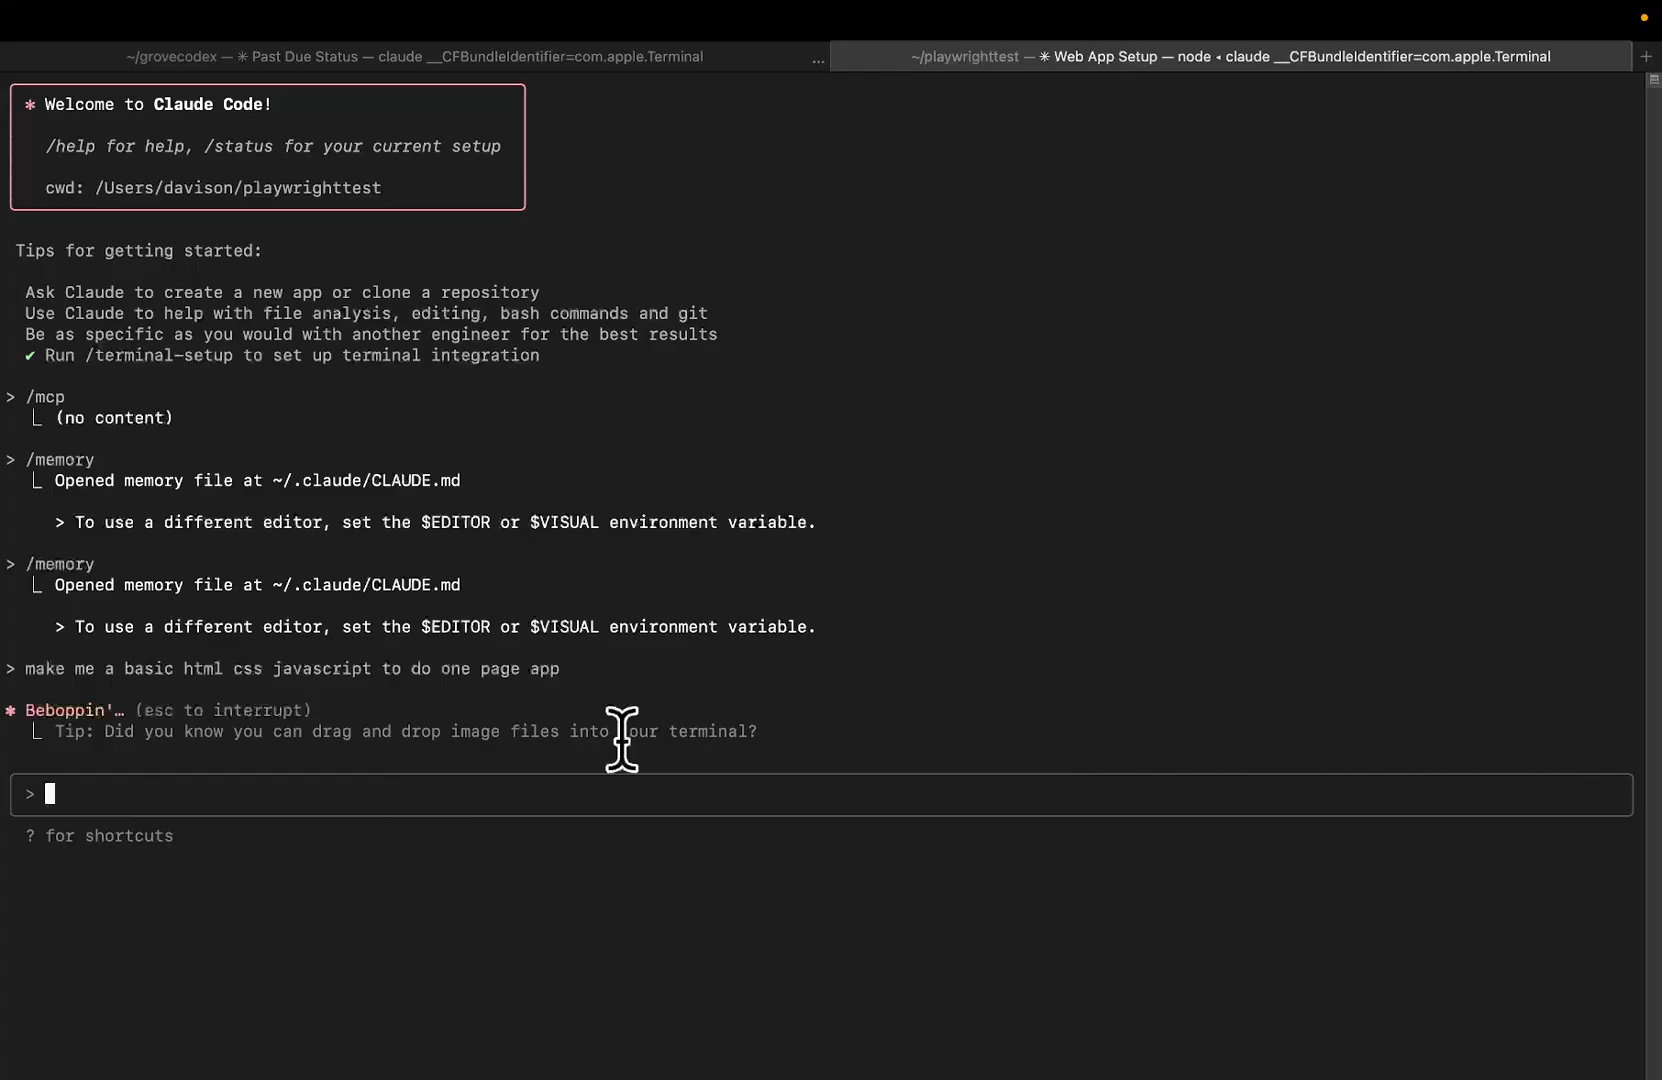 ~/grovecodex — ✳ Past Due Status — claude __CFBundleIdentifier=com.apple.Terminal ...
~/playwrighttest — ✳ Web App Setup — node ◂ claude __CFBundleIdentifier=com.apple.Terminal +
* Welcome to Claude Code!
/help for help, /status for your current setup
cwd: /Users/davison/playwrighttest
Tips for getting started:
Ask Claude to create a new app or clone a repository
Use Claude to help with file analysis, editing, bash commands and git
Be as specific as you would with another engineer for the best results
✔ Run /terminal-setup to set up terminal integration
> /mcp
⎿ (no content)
> /memory
⎿ Opened memory file at ~/.claude/CLAUDE.md
> To use a different editor, set the $EDITOR or $VISUAL environment variable.
> /memory
⎿ Opened memory file at ~/.claude/CLAUDE.md
> To use a different editor, set the $EDITOR or $VISUAL environment variable.
> make me a basic html css javascript to do one page app
✱ Beboppin'… (esc to interrupt)
⎿ Tip: Did you know you can drag and drop image files into your terminal?
>
? for shortcuts